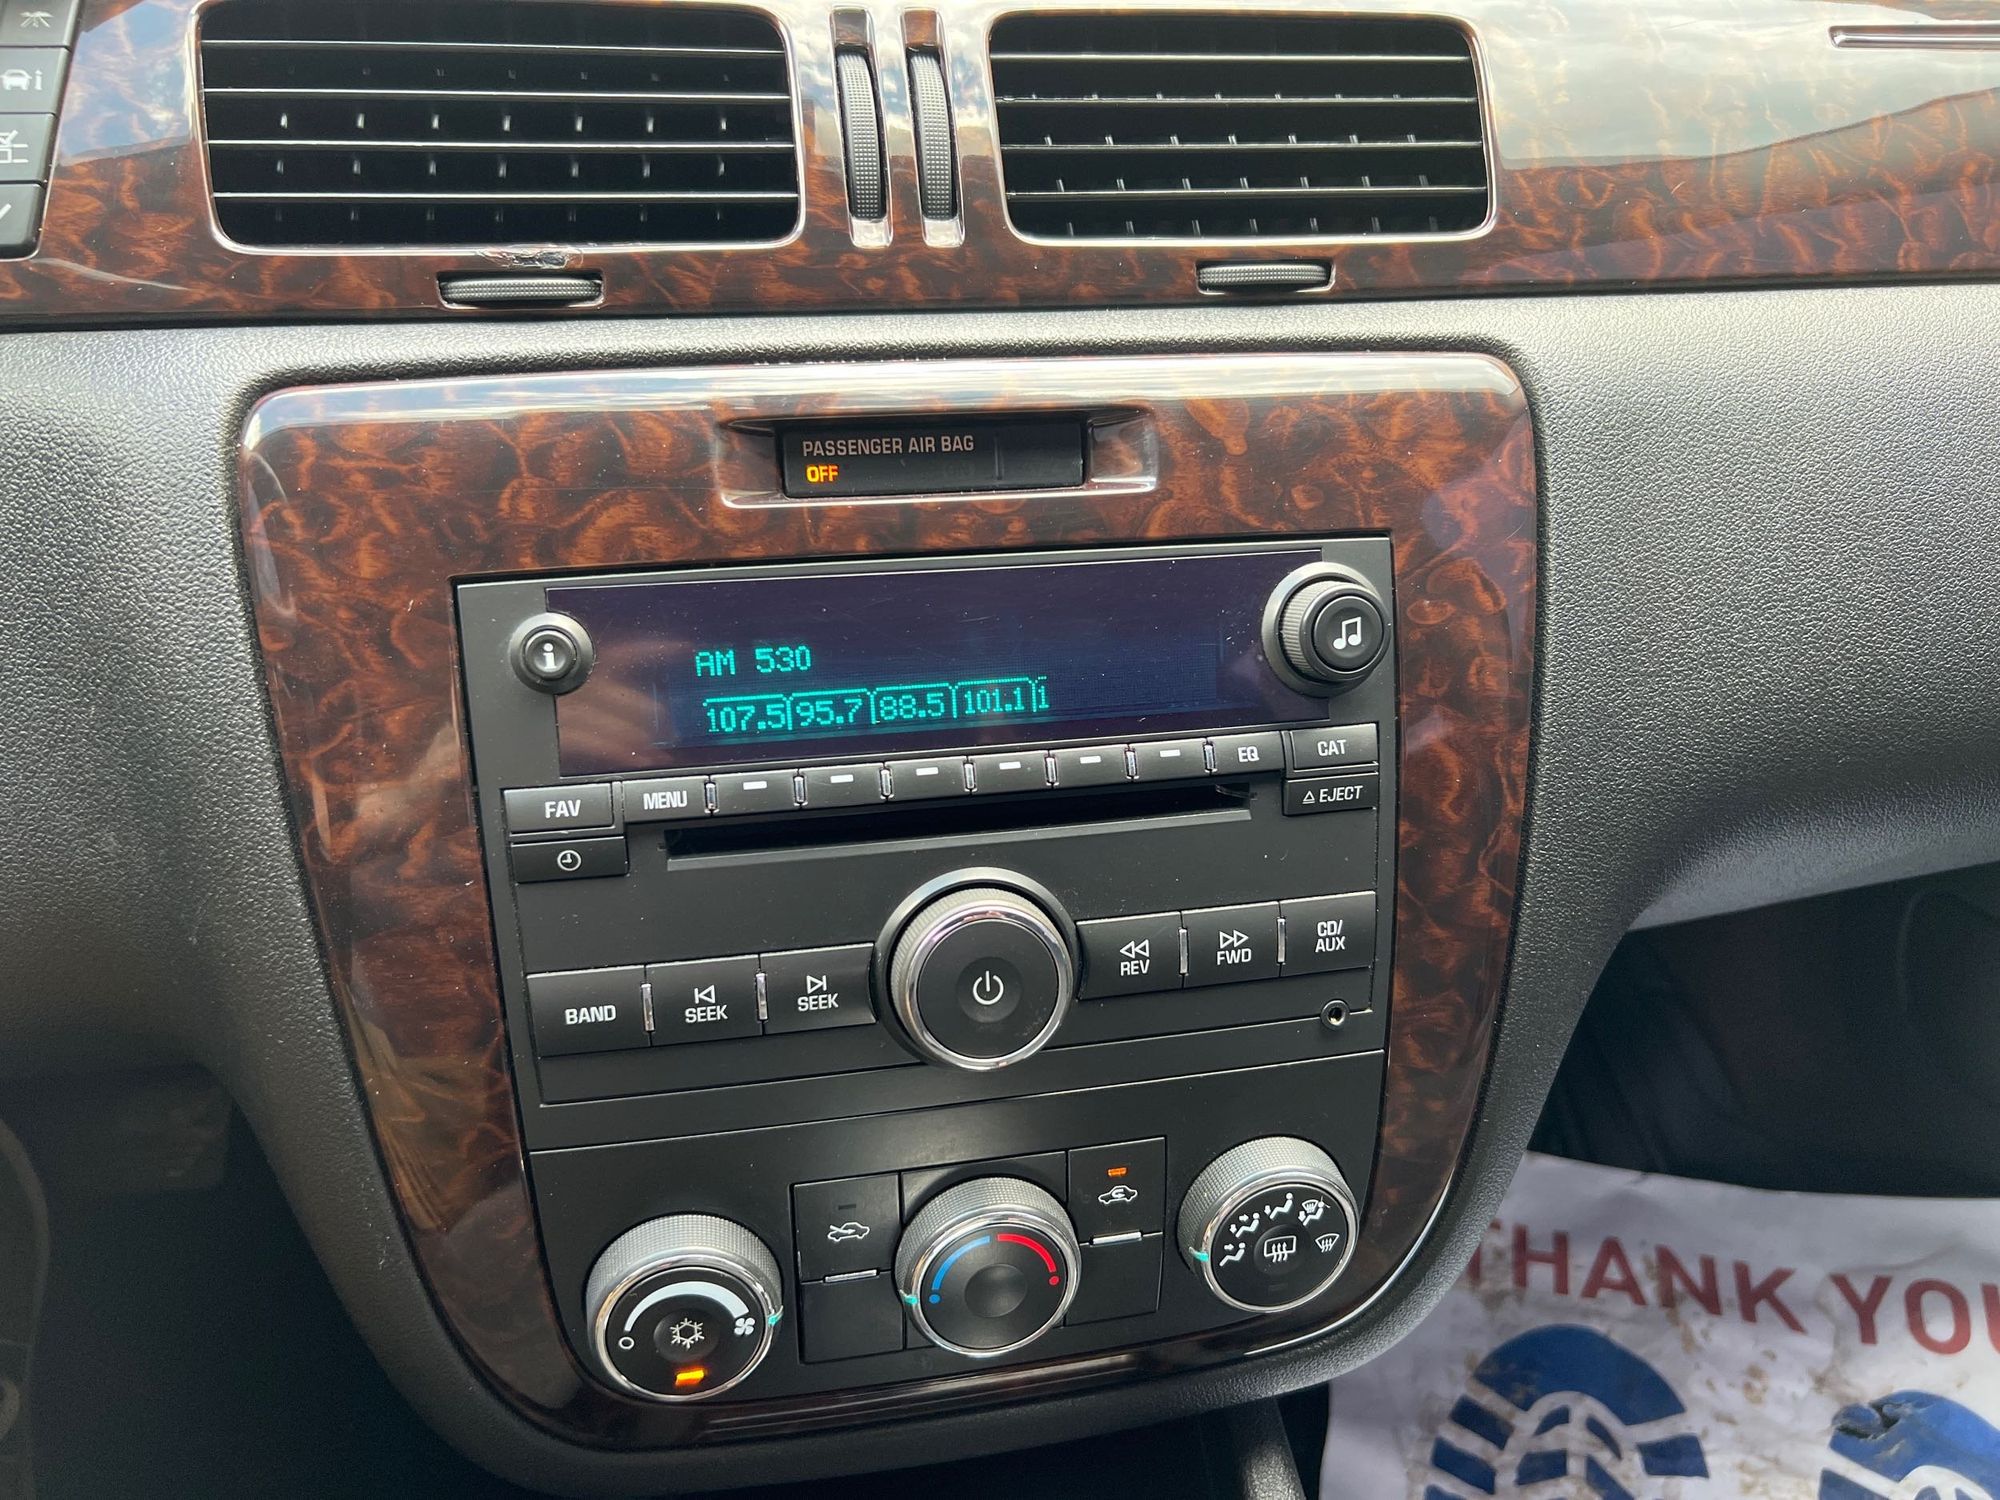 PASSENGER AIR BAG
OFF
i
AM 530
107.5 95.7 88.5 101.1 1
FAV MENU EQ CAT
EJECT
BAND SEEK SEEK REV FWD CD/
AUX
THANK YOU